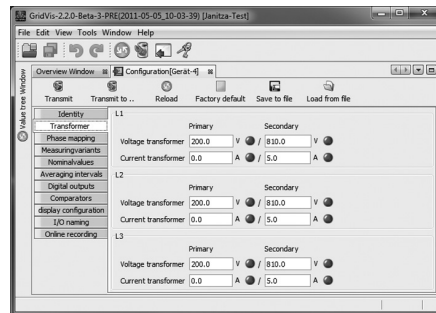 GridVis-2.2.0-Beta-3-PRE(2011-05-05_10-03-39) [Janitza-Test]
File Edit View Tools Window Help
Value tree Window
Overview Window Configuration[Gerät-4]
Transmit Transmit to .. Reload Factory default Save to file Load from file
Identity
Transformer
Phase mapping
Measuringvariants
Nominalvalues
Averaging intervals
Digital outputs
Comparators
display configuration
I/O naming
Online recording
L1
Primary Secondary
Voltage transformer 200.0 V / 810.0 V
Current transformer 0.0 A / 5.0 A
L2
Primary Secondary
Voltage transformer 200.0 V / 810.0 V
Current transformer 0.0 A / 5.0 A
L3
Primary Secondary
Voltage transformer 200.0 V / 810.0 V
Current transformer 0.0 A / 5.0 A